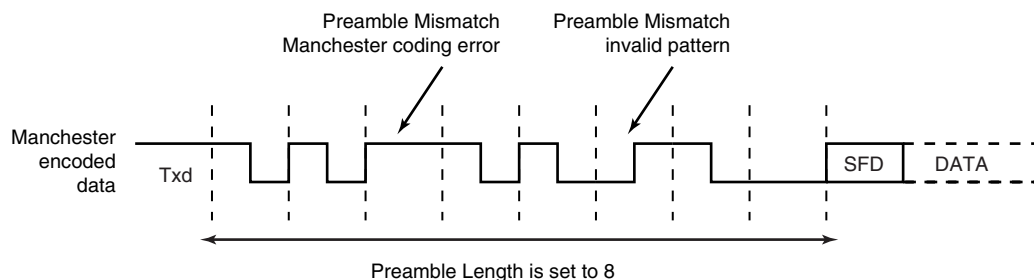 Preamble Mismatch
Manchester coding error
Preamble Mismatch
invalid pattern
Manchester
encoded
data
Txd
SFD
DATA
Preamble Length is set to 8